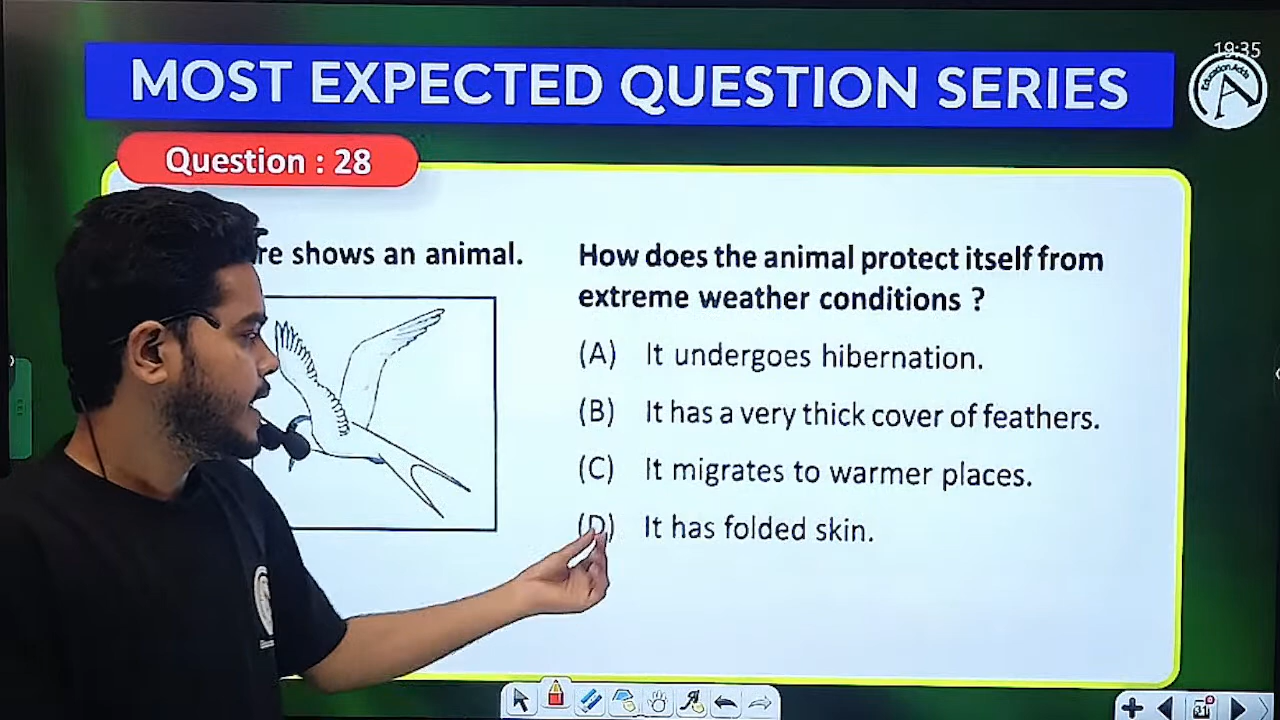 19:35
MOST EXPECTED QUESTION SERIES
Education Adda
A
Question : 28
re shows an animal.
How does the animal protect itself from
extreme weather conditions ?
(A) It undergoes hibernation.
(B) It has a very thick cover of feathers.
(C) It migrates to warmer places.
(D) It has folded skin.